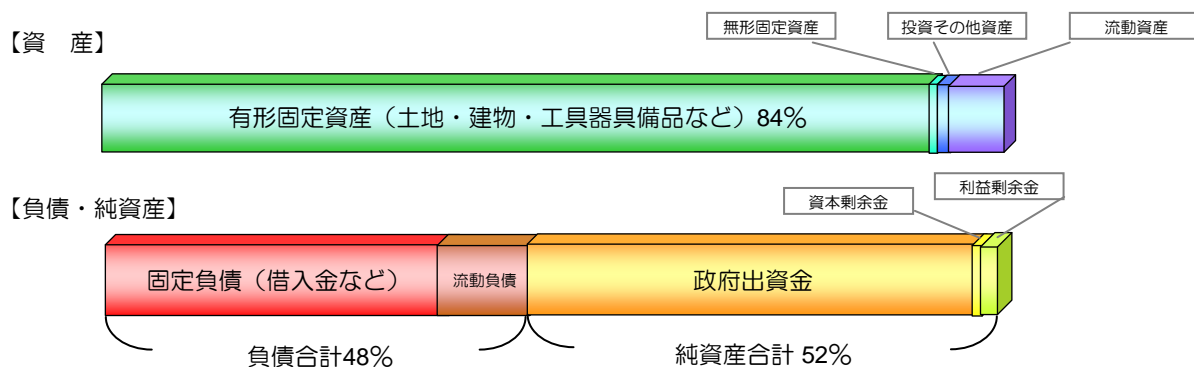 無形固定資産
投資その他資産
流動資産
【資　産】
有形固定資産（土地・建物・工具器具備品など）84%
利益剰余金
資本剰余金
【負債・純資産】
固定負債（借入金など）
流動負債
政府出資金
負債合計48%
純資産合計 52%